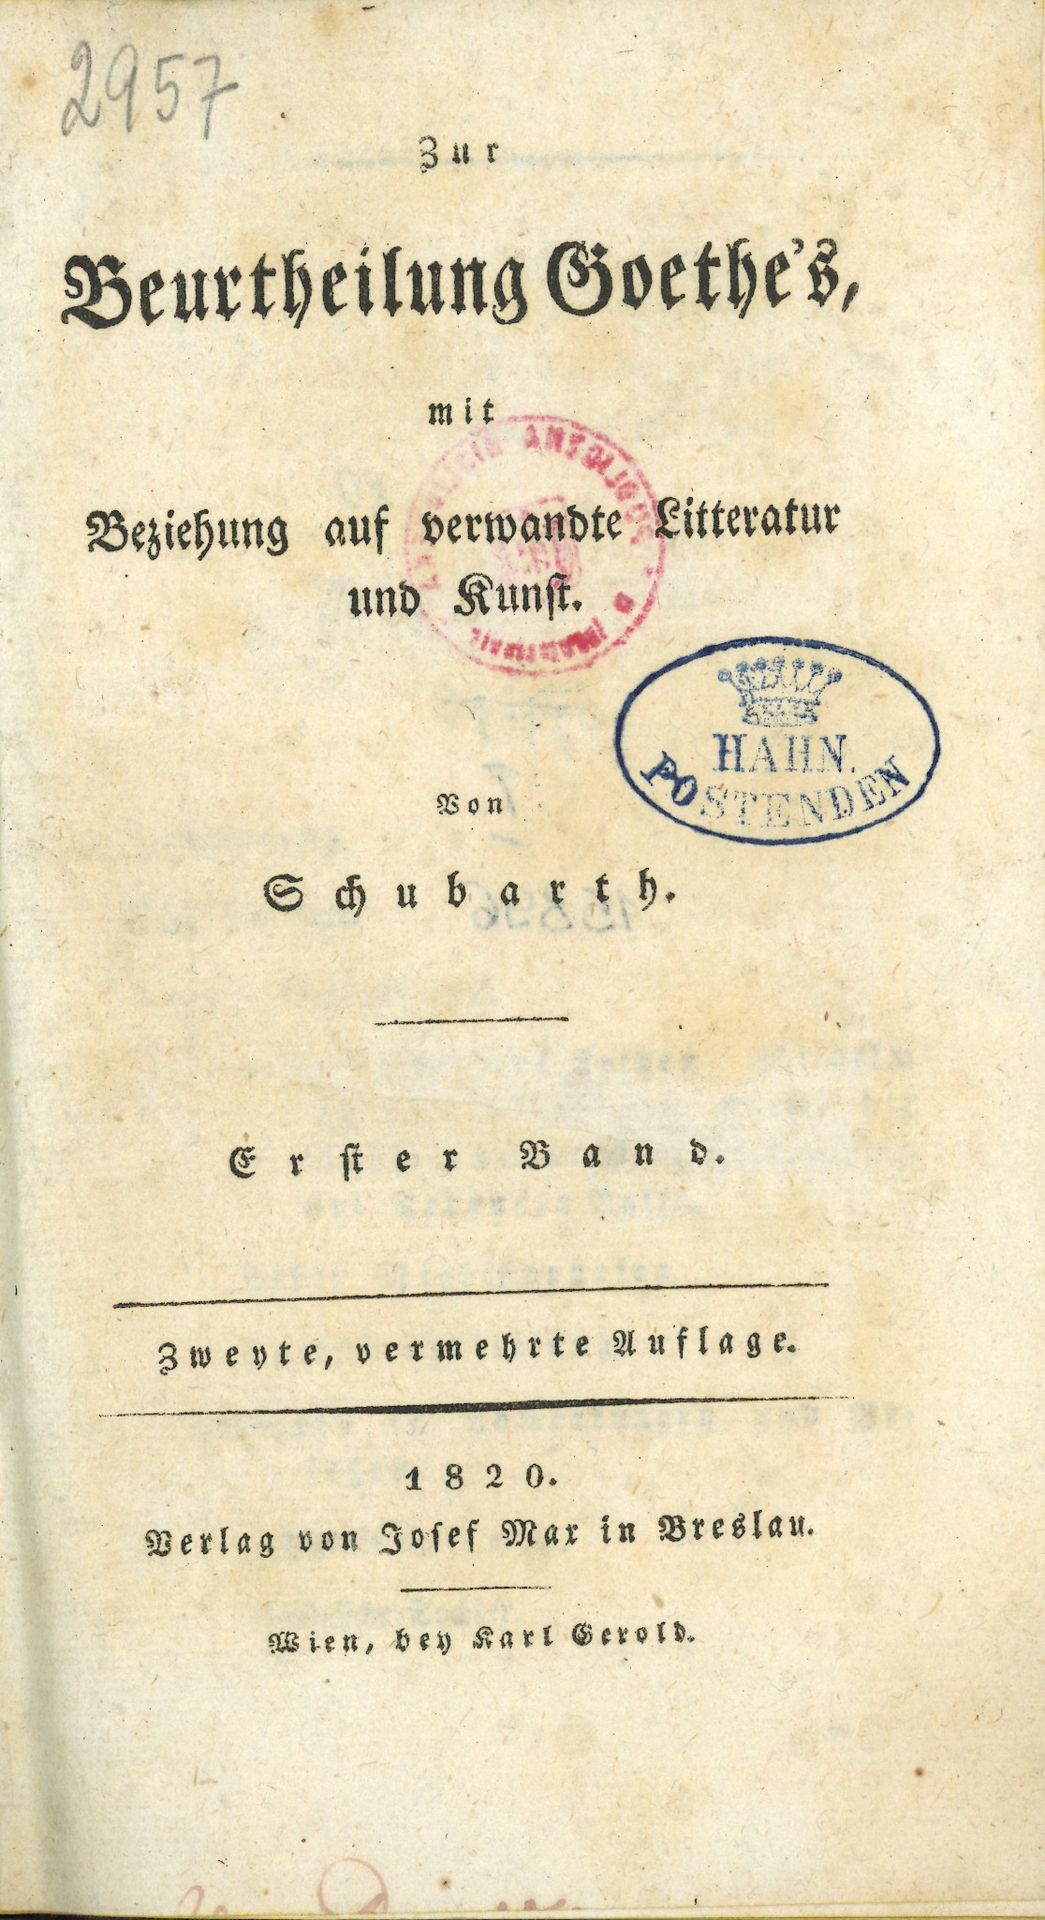 2957
Zur
Beurtheilung Goethe's,
mit
Beziehung auf verwandte Litteratur
und Kunst.
HAHN.
POSTENDEN
Von
Schubarth.
Erster Band.
Zweyte, vermehrte Auflage.
1820.
Verlag von Josef Max in Breslau.
Wien, bey Karl Gerold.